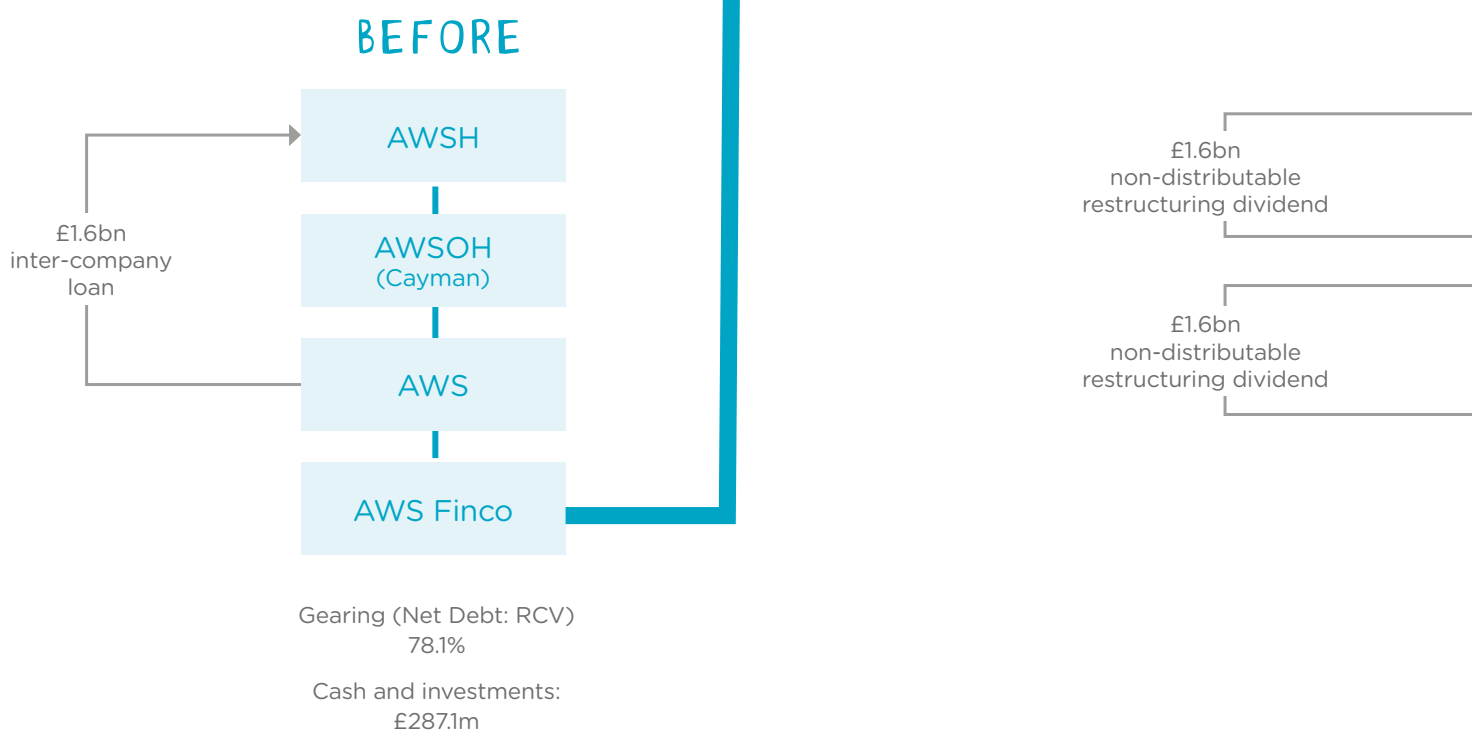 BEFORE
AWSH
£1.6bn
inter-company
loan
AWSOH
(Cayman)
AWS
AWS Finco
Gearing (Net Debt: RCV)
78.1%
Cash and investments:
£287.1m
£1.6bn
non-distributable
restructuring dividend
£1.6bn
non-distributable
restructuring dividend